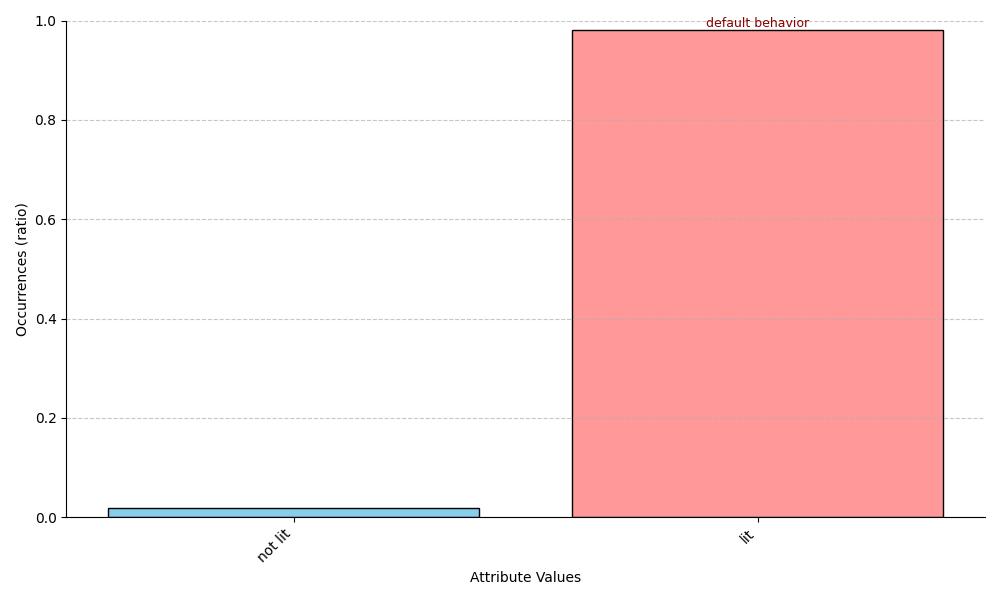 1.0
default behavior
0.8
0.6
0.4
0.2
0.0
Occurrences (ratio)
not lit
lit
Attribute Values